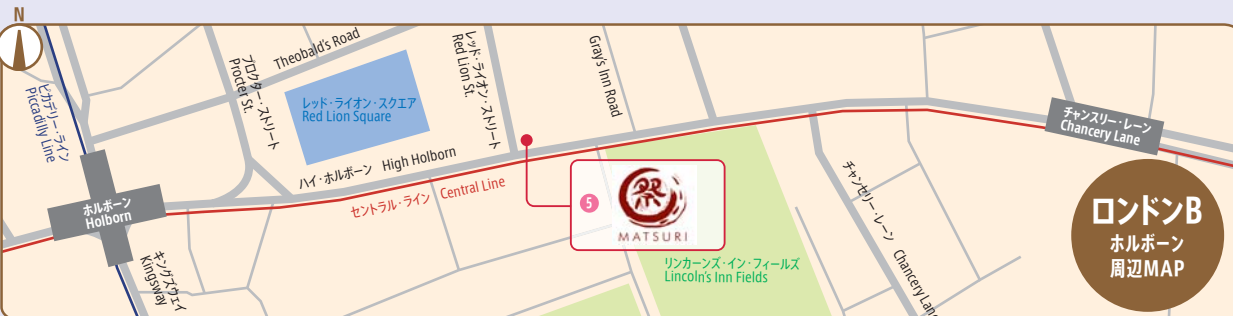 N
ピカデリー・ライン
Piccadilly Line
プロクター・ストリート
Procter St.
Theobald's Road
レッド・ライオン・スクエア
Red Lion Square
レッド・ライオン・ストリート
Red Lion St.
Gray's Inn Road
チャンスリー・レーン
Chancery Lane
ハイ・ホルボーン High Holborn
セントラル・ライン Central Line
ホルボーン
Holborn
キングズウェイ
Kingsway
5
祭
MATSURI
リンカーンズ・イン・フィールズ
Lincoln's Inn Fields
チャンセリー・レーン Chancery Lane
ロンドンB
ホルボーン
周辺MAP